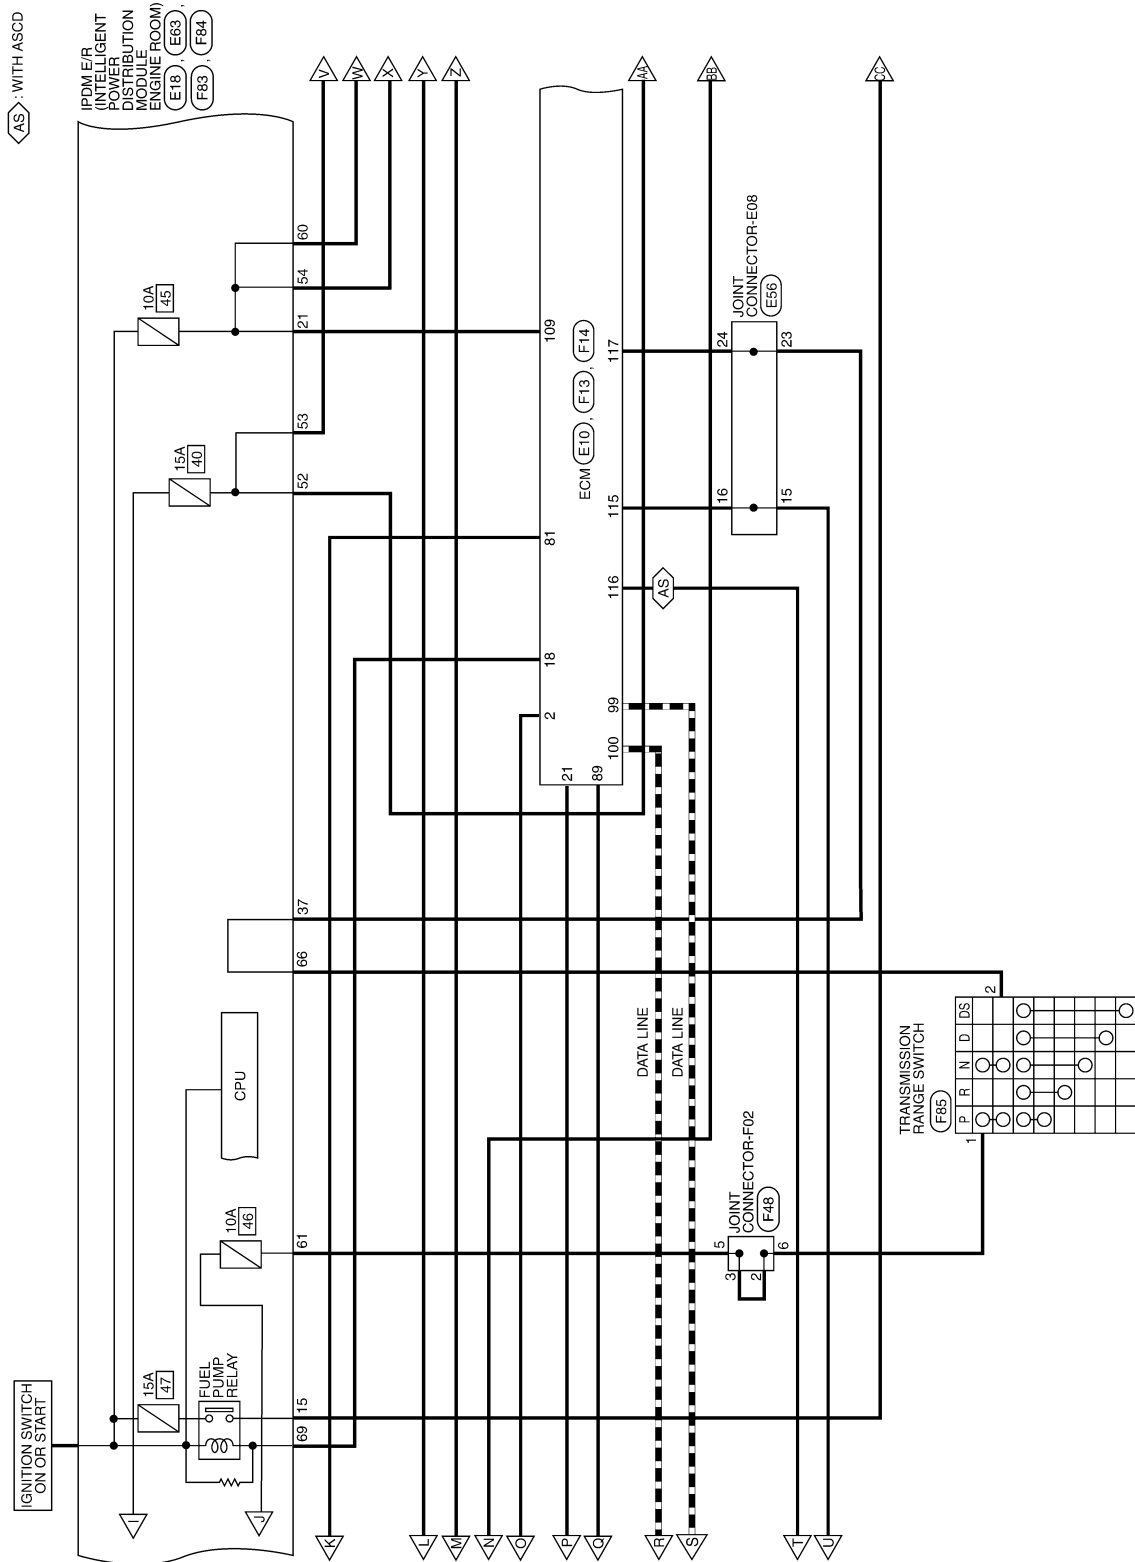 AS : WITH ASCD
IPDM E/R
(INTELLIGENT
POWER
DISTRIBUTION
MODULE
ENGINE ROOM)
E18 , E63 ,
F83 , F84
IGNITION SWITCH
ON OR START
15A
47
FUEL
PUMP
RELAY
10A
46
CPU
15A
40
10A
45
I
J
69
15
61
66
37
52
53
21
54
60
V
W
X
Y
Z
AA
BB
CC
K
L
M
N
O
P
Q
R
S
T
U
2
18
81
109
21
89
ECM E10 , F13 , F14
100
99
116
115
117
AS
DATA LINE
DATA LINE
16
24
15
23
JOINT
CONNECTOR-E08
E56
JOINT
CONNECTOR-F02
F48
5
3
2
6
TRANSMISSION
RANGE SWITCH
F85
1
2
P R N D DS